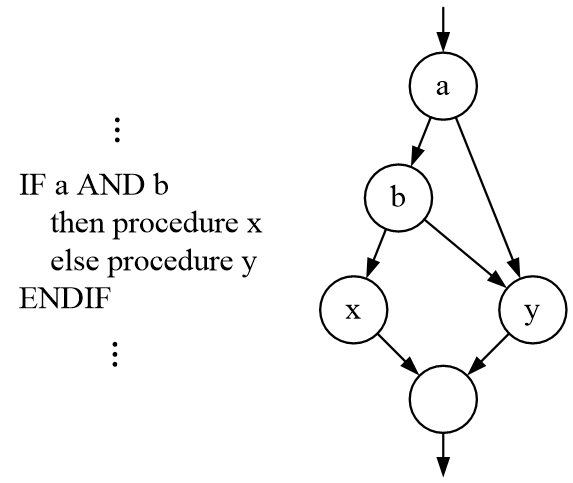 ⋮
IF a AND b
then procedure x
else procedure y
ENDIF
⋮
a
b
x
y